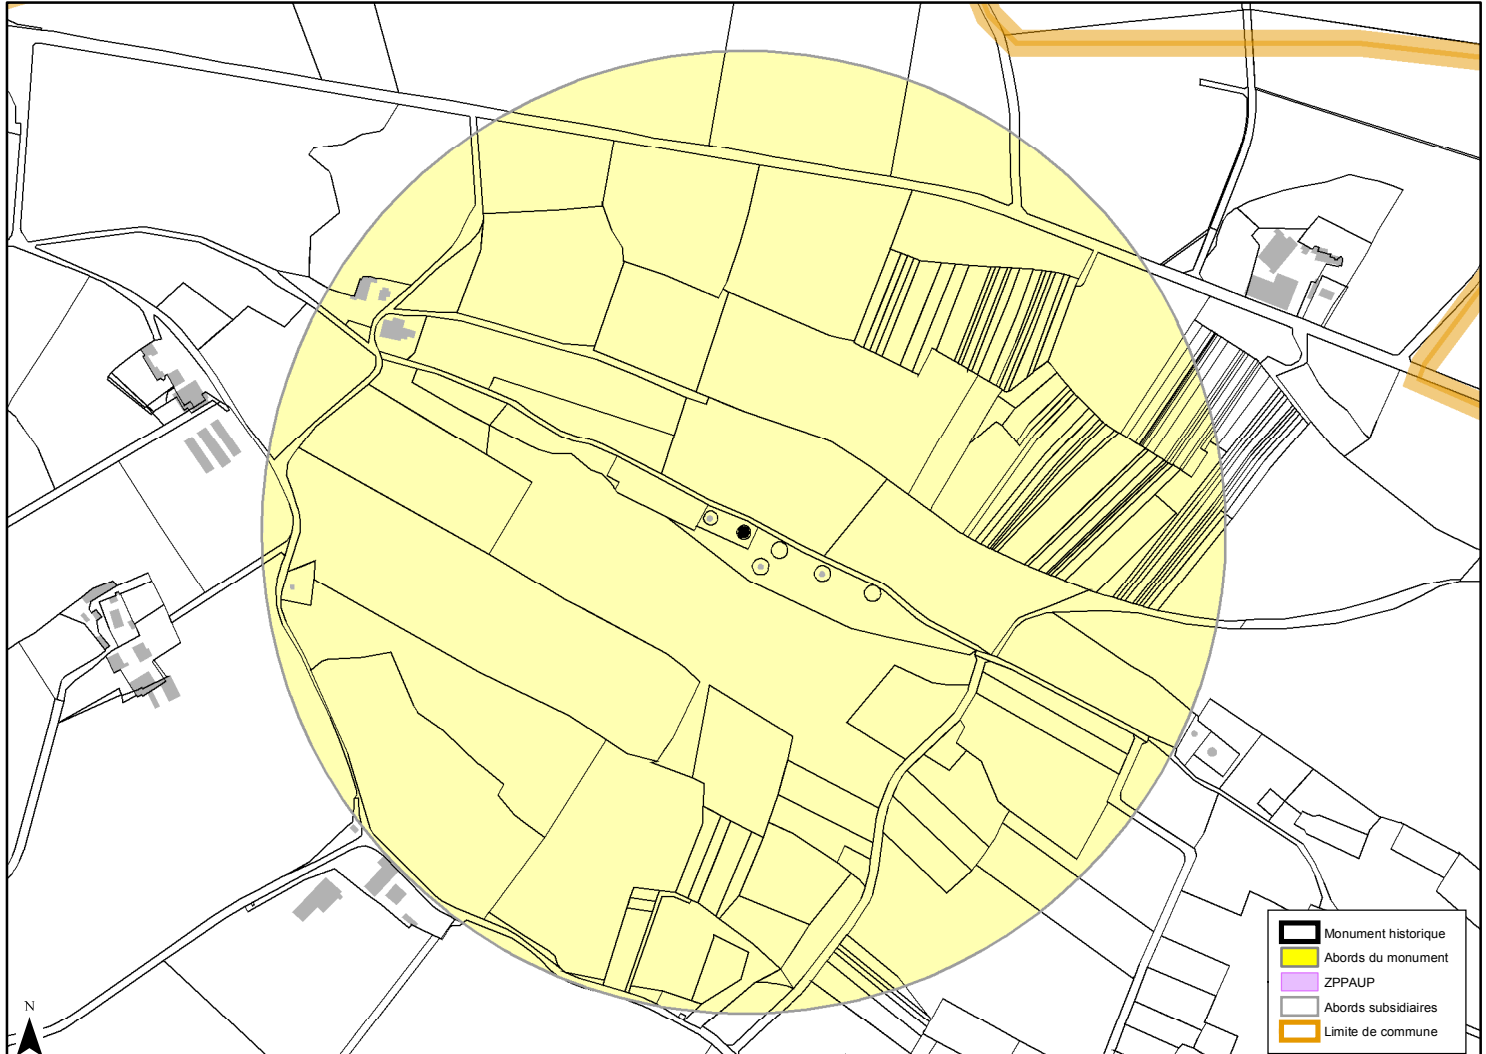 N
Monument historique
Abords du monument
ZPPAUP
Abords subsidiaires
Limite de commune